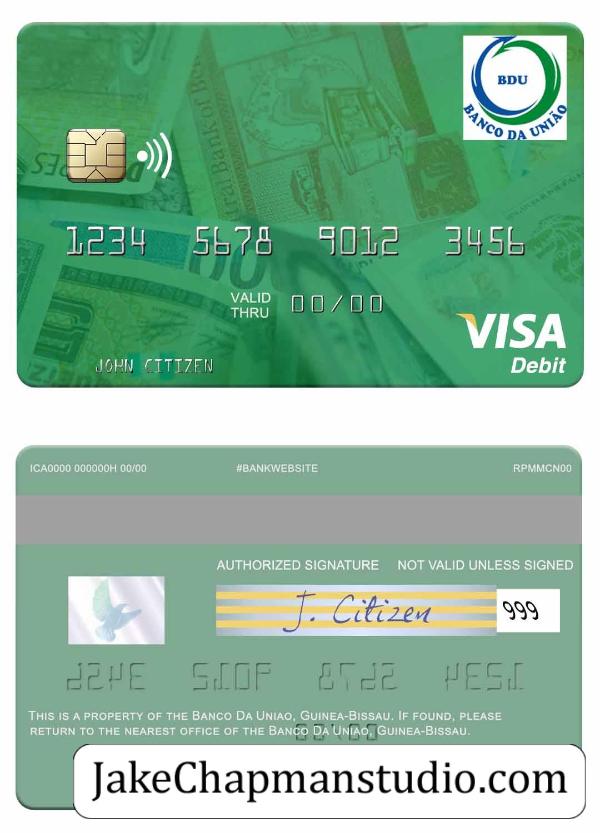 BDU
BANCO DA UNIÃO
1234 5678 9012 3456
VALID
THRU 00/00
VISA
Debit
JOHN CITIZEN
ICA0000 000000H 00/00 #BANKWEBSITE RPMMCN00
AUTHORIZED SIGNATURE NOT VALID UNLESS SIGNED
J. Citizen 999
THIS IS A PROPERTY OF THE BANCO DA UNIAO, GUINEA-BISSAU. IF FOUND, PLEASE
RETURN TO THE NEAREST OFFICE OF THE BANCO DA UNIAO, GUINEA-BISSAU.
JakeChapmanstudio.com